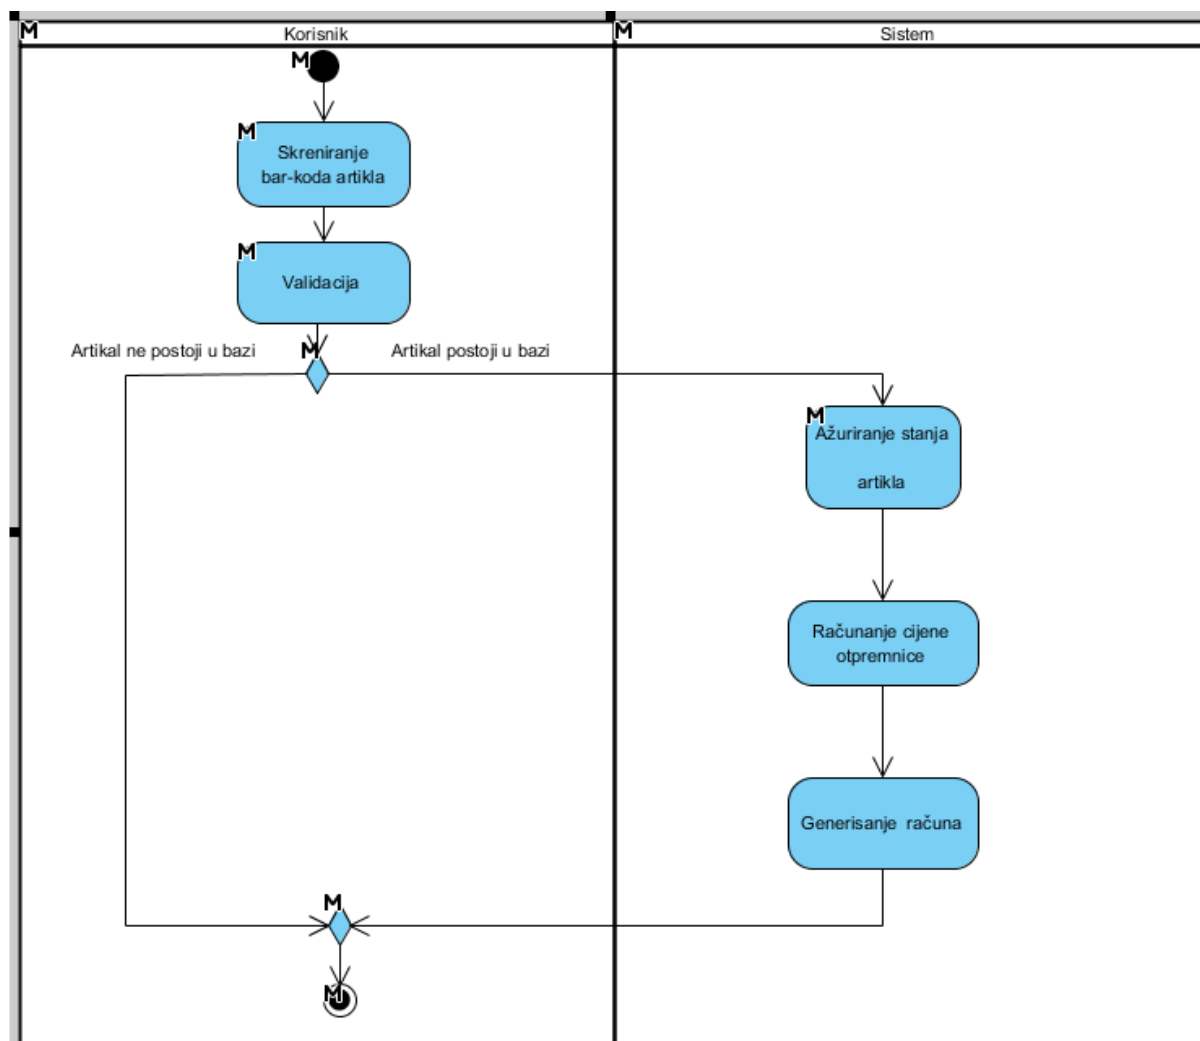 M
Korisnik
M
Sistem
M
M
Skreniranje
bar-koda artikla
M
Validacija
Artikal ne postoji u bazi
M
Artikal postoji u bazi
M
Ažuriranje stanja
artikla
Računanje cijene
otpremnice
Generisanje računa
M
M